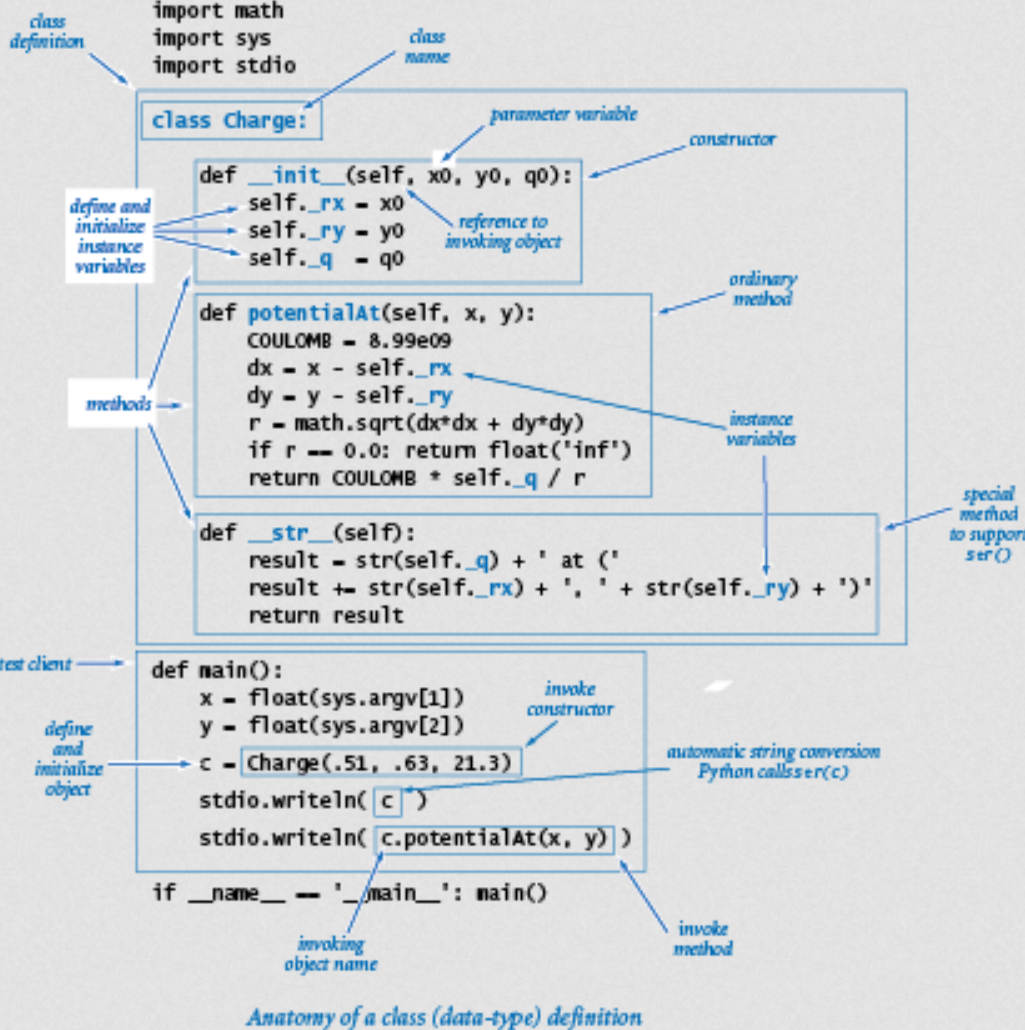 import math
import sys
import stdio
class
definition
class
name
class Charge:
parameter variable
constructor
def __init__(self, x0, y0, q0):
self._rx = x0
self._ry = y0
self._q = q0
define and
initialize
instance
variables
reference to
invoking object
ordinary
method
def potentialAt(self, x, y):
COULOMB = 8.99e09
dx = x - self._rx
dy = y - self._ry
r = math.sqrt(dx*dx + dy*dy)
if r == 0.0: return float('inf')
return COULOMB * self._q / r
methods
instance
variables
def __str__(self):
result = str(self._q) + ' at ('
result += str(self._rx) + ', ' + str(self._ry) + ')'
return result
special
method
to support
str()
test client
def main():
x = float(sys.argv[1])
y = float(sys.argv[2])
c = Charge(.51, .63, 21.3)
stdio.writeln( c )
stdio.writeln( c.potentialAt(x, y) )
define
and
initialize
object
invoke
constructor
automatic string conversion
Python calls str(c)
if __name__ == '__main__': main()
invoking
object name
invoke
method
Anatomy of a class (data-type) definition